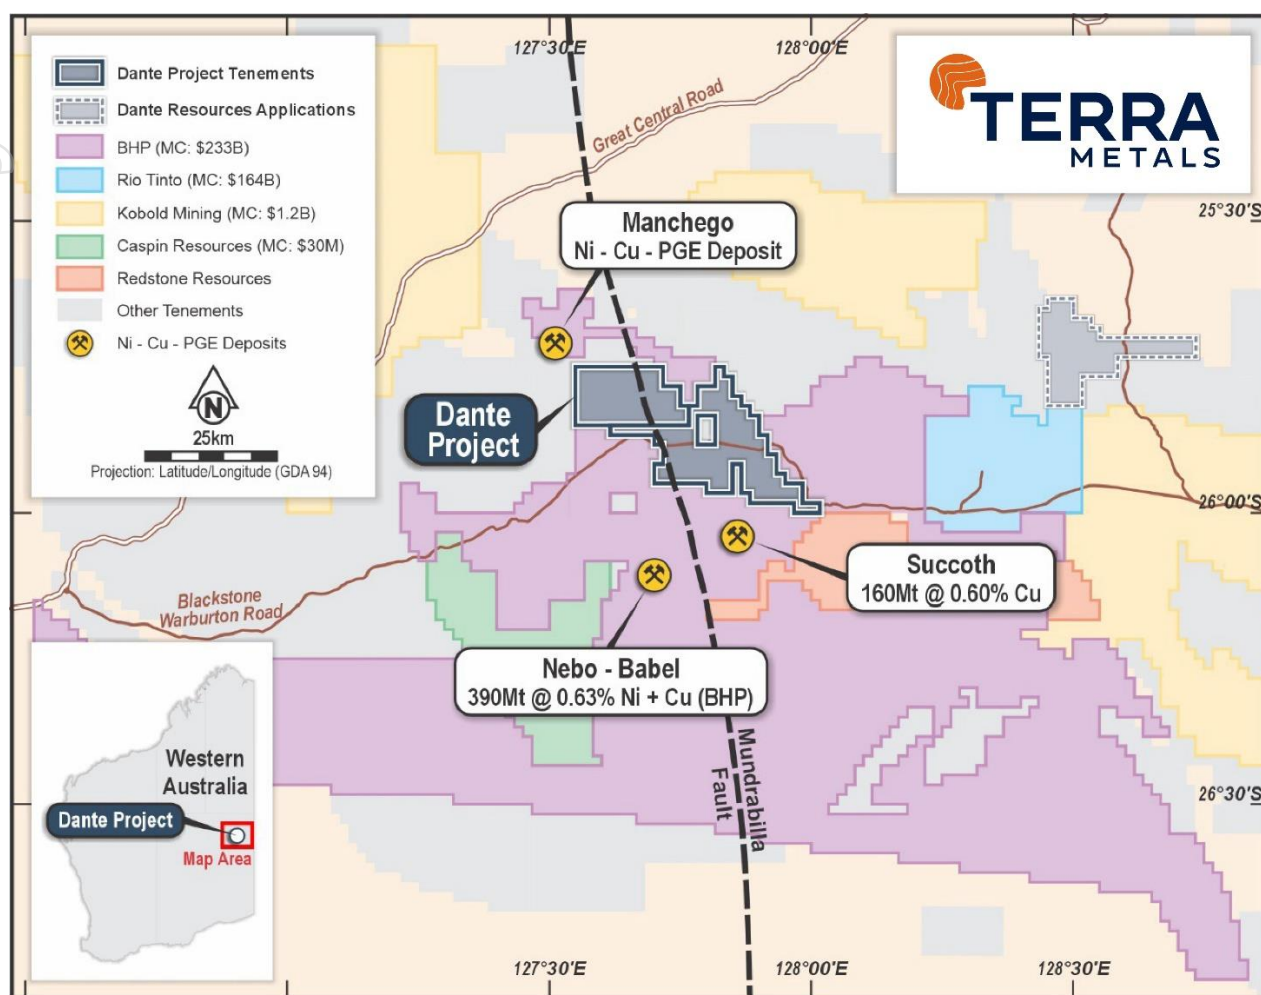 Dante Project Tenements
Dante Resources Applications
BHP (MC: $233B)
Rio Tinto (MC: $164B)
Kobold Mining (MC: $1.2B)
Caspin Resources (MC: $30M)
Redstone Resources
Other Tenements
Ni - Cu - PGE Deposits
N
25km
Projection: Latitude/Longitude (GDA 94)
127°30'E
128°00'E
TERRA
METALS
Great Central Road
25°30'S
Manchego
Ni - Cu - PGE Deposit
Dante
Project
26°00'S
Succoth
160Mt @ 0.60% Cu
Blackstone
Warburton Road
Nebo - Babel
390Mt @ 0.63% Ni + Cu (BHP)
Mundrabilla
Fault
26°30'S
Western
Australia
Dante Project
Map Area
127°30'E
128°00'E
128°30'E